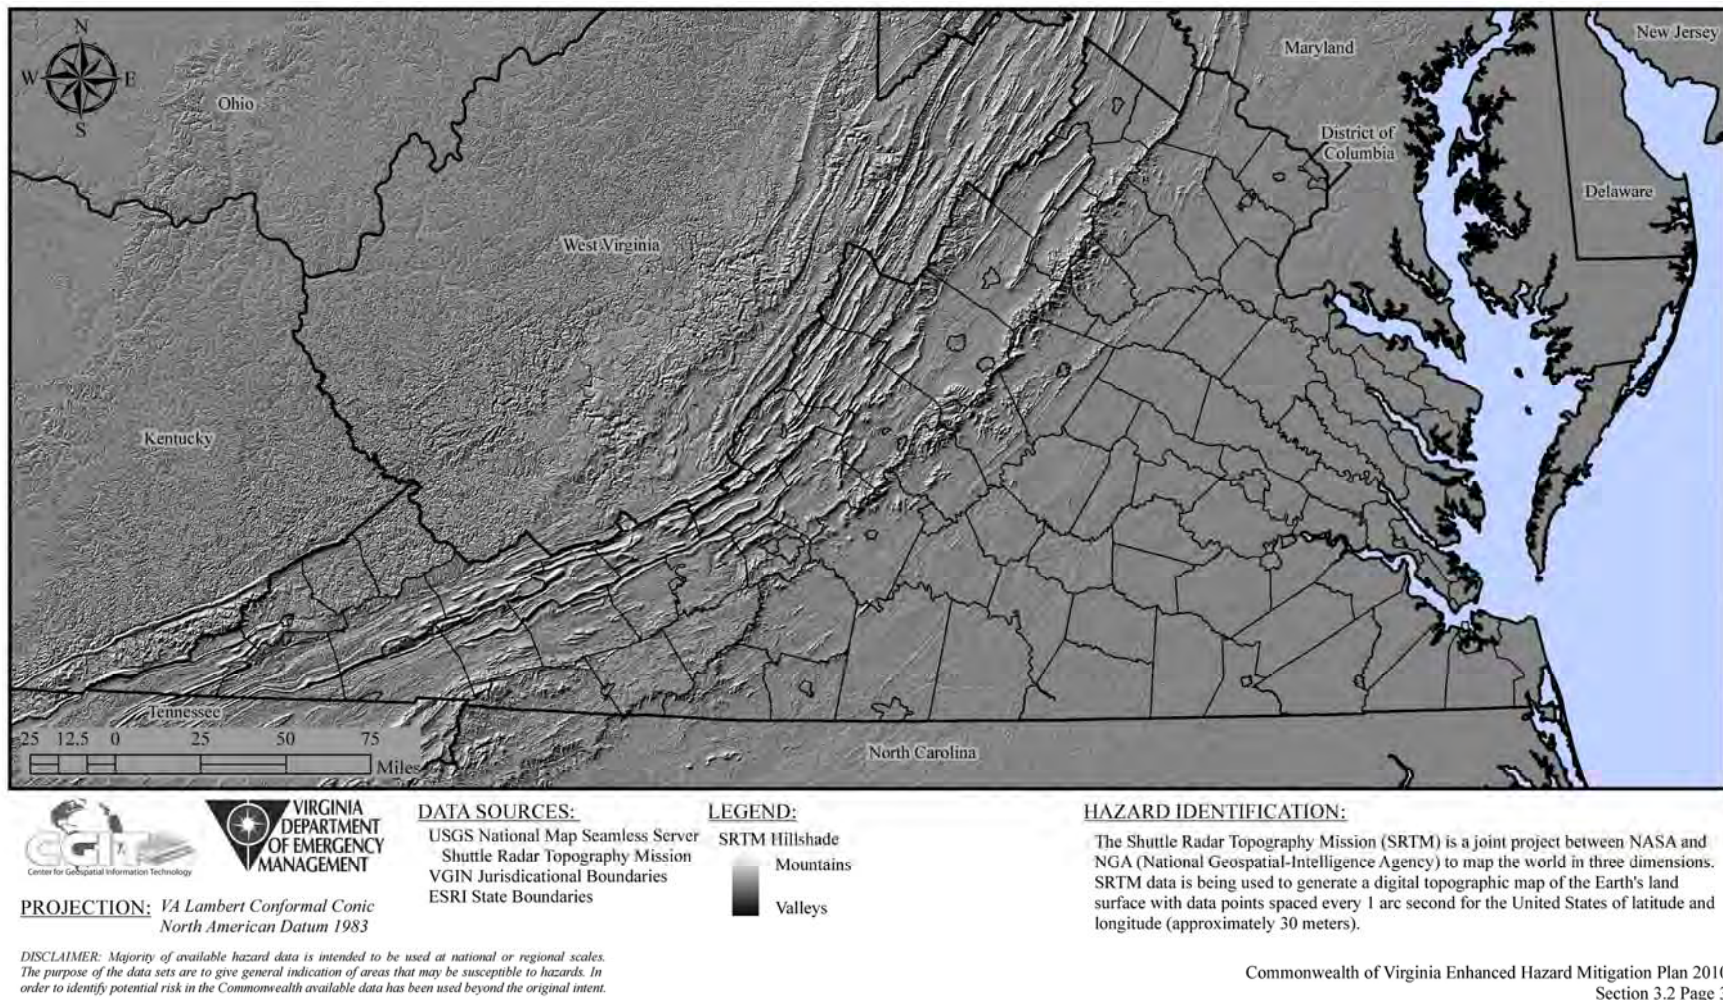 N
W E
S
Ohio
Maryland
New Jersey
District of
Columbia
Delaware
West Virginia
Kentucky
Tennessee
25 12.5 0 25 50 75
Miles
North Carolina
CGIT
Center for Geospatial Information Technology
VIRGINIA
DEPARTMENT
OF EMERGENCY
MANAGEMENT
PROJECTION: VA Lambert Conformal Conic
North American Datum 1983
DATA SOURCES:
USGS National Map Seamless Server
Shuttle Radar Topography Mission
VGIN Jurisdicational Boundaries
ESRI State Boundaries
LEGEND:
SRTM Hillshade
Mountains
Valleys
HAZARD IDENTIFICATION:
The Shuttle Radar Topography Mission (SRTM) is a joint project between NASA and
NGA (National Geospatial-Intelligence Agency) to map the world in three dimensions.
SRTM data is being used to generate a digital topographic map of the Earth's land
surface with data points spaced every 1 arc second for the United States of latitude and
longitude (approximately 30 meters).
DISCLAIMER: Majority of available hazard data is intended to be used at national or regional scales.
The purpose of the data sets are to give general indication of areas that may be susceptible to hazards. In
order to identify potential risk in the Commonwealth available data has been used beyond the original intent.
Commonwealth of Virginia Enhanced Hazard Mitigation Plan 2010
Section 3.2 Page